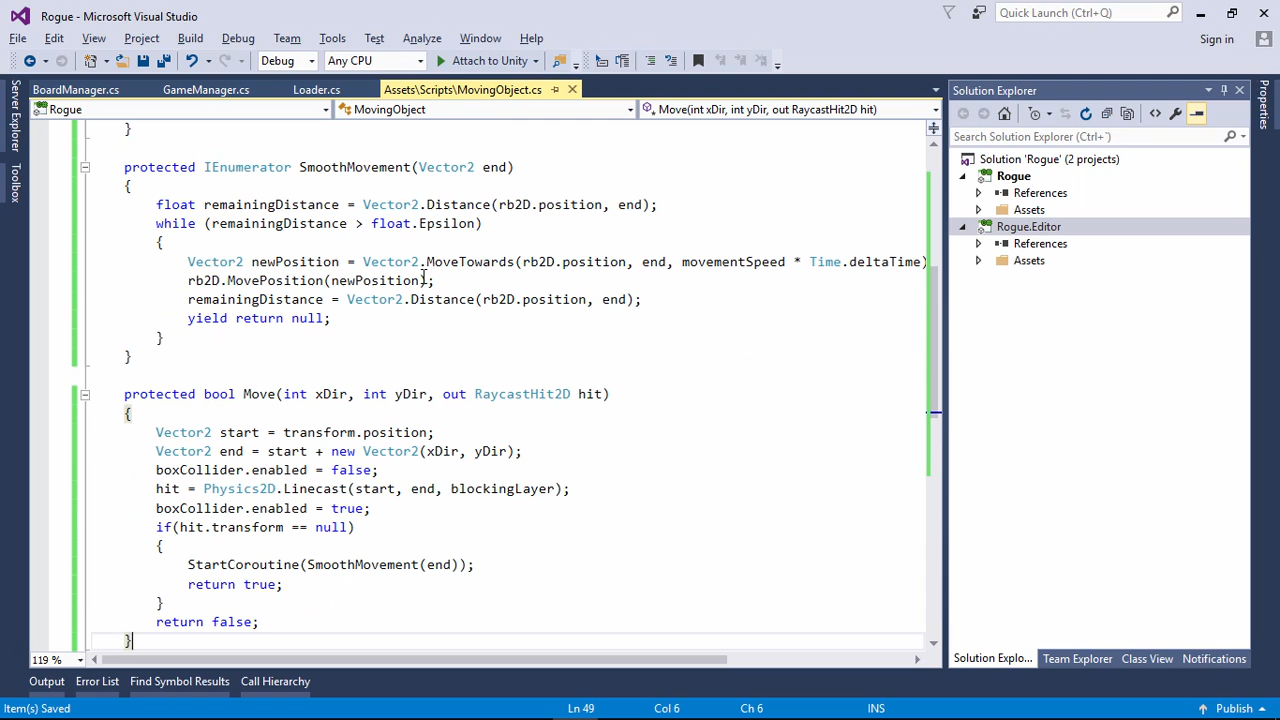 Rogue - Microsoft Visual Studio
Quick Launch (Ctrl+Q)
File Edit View Project Build Debug Team Tools Test Analyze Window Help
Sign in
Debug Any CPU Attach to Unity
BoardManager.cs GameManager.cs Loader.cs Assets\Scripts\MovingObject.cs
Rogue MovingObject Move(int xDir, int yDir, out RaycastHit2D hit)
Server Explorer
Toolbox
}
protected IEnumerator SmoothMovement(Vector2 end)
{
float remainingDistance = Vector2.Distance(rb2D.position, end);
while (remainingDistance > float.Epsilon)
{
Vector2 newPosition = Vector2.MoveTowards(rb2D.position, end, movementSpeed * Time.deltaTime)
rb2D.MovePosition(newPosition);
remainingDistance = Vector2.Distance(rb2D.position, end);
yield return null;
}
}
protected bool Move(int xDir, int yDir, out RaycastHit2D hit)
{
Vector2 start = transform.position;
Vector2 end = start + new Vector2(xDir, yDir);
boxCollider.enabled = false;
hit = Physics2D.Linecast(start, end, blockingLayer);
boxCollider.enabled = true;
if(hit.transform == null)
{
StartCoroutine(SmoothMovement(end));
return true;
}
return false;
}
119 %
Solution Explorer
Search Solution Explorer (Ctrl+`)
Solution 'Rogue' (2 projects)
Rogue
References
Assets
Rogue.Editor
References
Assets
Properties
Solution Explo... Team Explorer Class View Notifications
Output Error List Find Symbol Results Call Hierarchy
Item(s) Saved Ln 49 Col 6 Ch 6 INS Publish